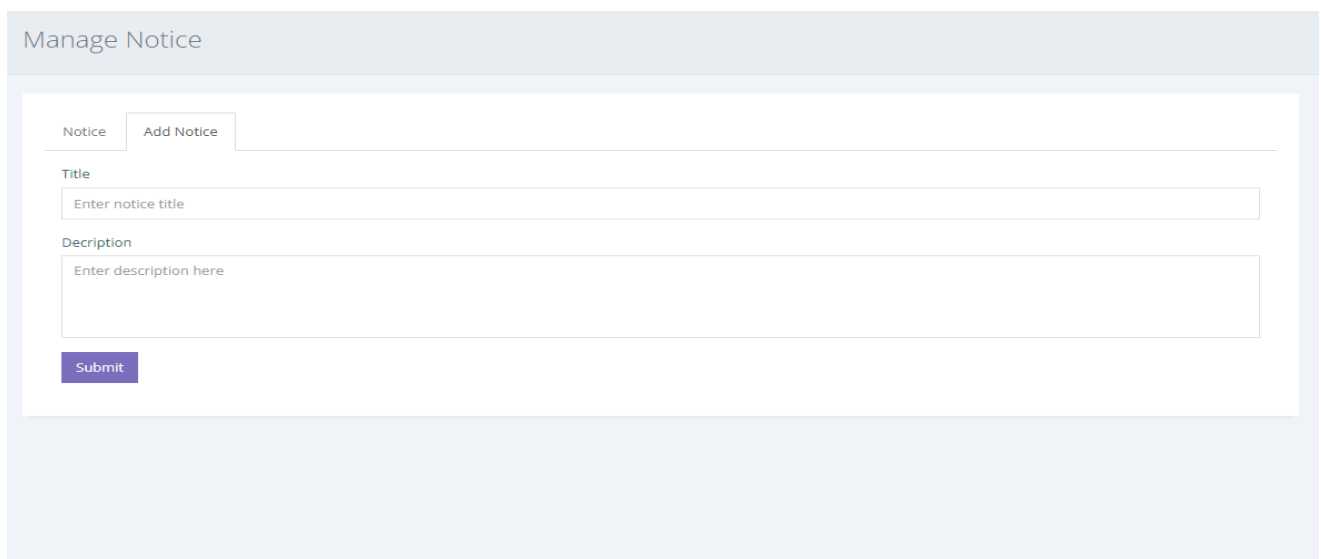 Manage Notice
Notice Add Notice
Title
Enter notice title
Decription
Enter description here
Submit